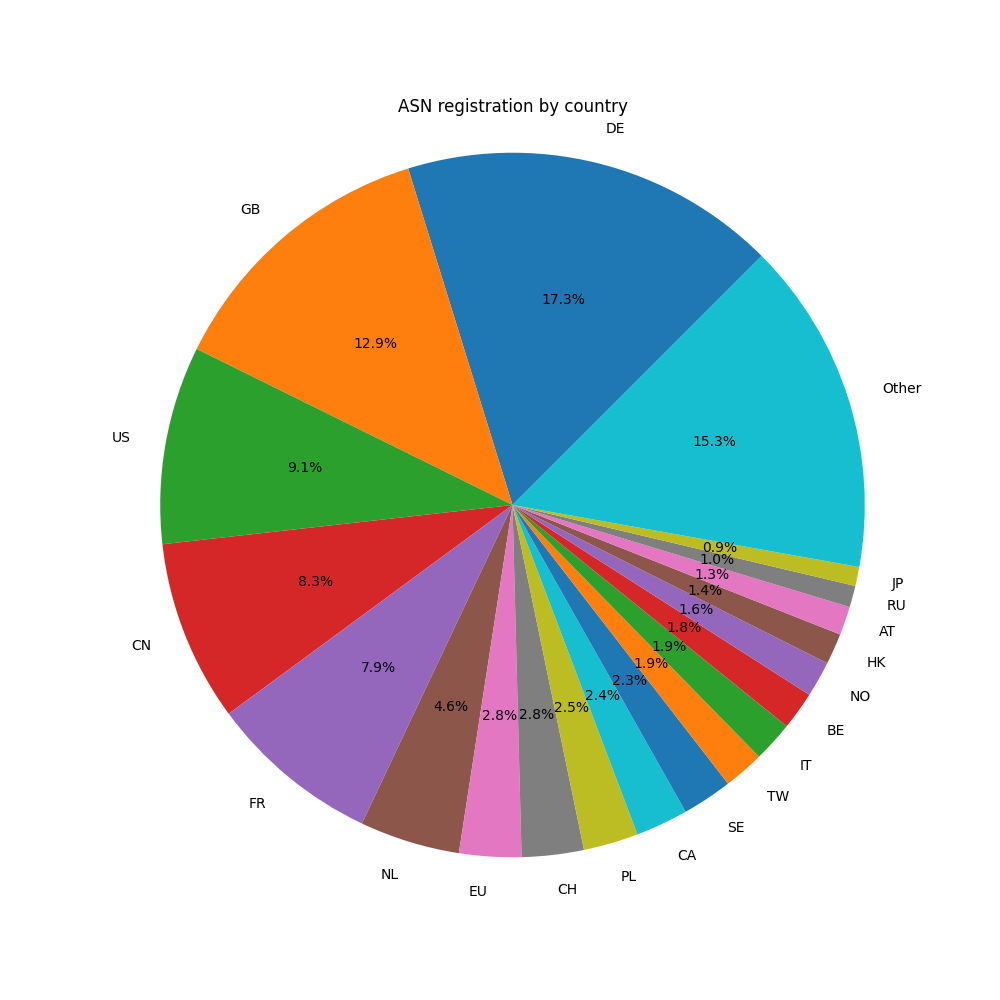 ASN registration by country
DE
17.3%
GB
12.9%
US
9.1%
CN
8.3%
FR
7.9%
NL
4.6%
EU
2.8%
CH
2.8%
PL
2.5%
CA
2.4%
SE
2.3%
TW
1.9%
IT
1.9%
BE
1.8%
NO
1.6%
HK
1.4%
AT
1.3%
RU
1.0%
JP
0.9%
Other
15.3%